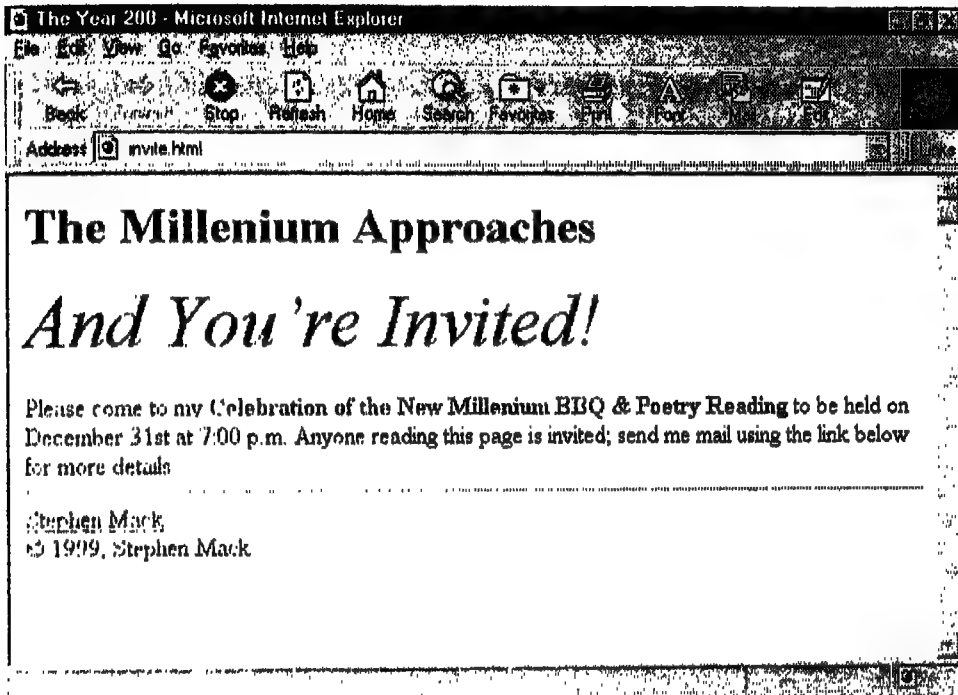 The Year 200 - Microsoft Internet Explorer
File Edit View Go Favorites Help
Back Forward Stop Refresh Home Search Favorites Print Font Mail Edit
Address invite.html Links
The Millenium Approaches
And You're Invited!
Please come to my Celebration of the New Millenium BBQ & Poetry Reading to be held on
December 31st at 7:00 p.m. Anyone reading this page is invited; send me mail using the link below
for more details
Stephen Mack
© 1999, Stephen Mack